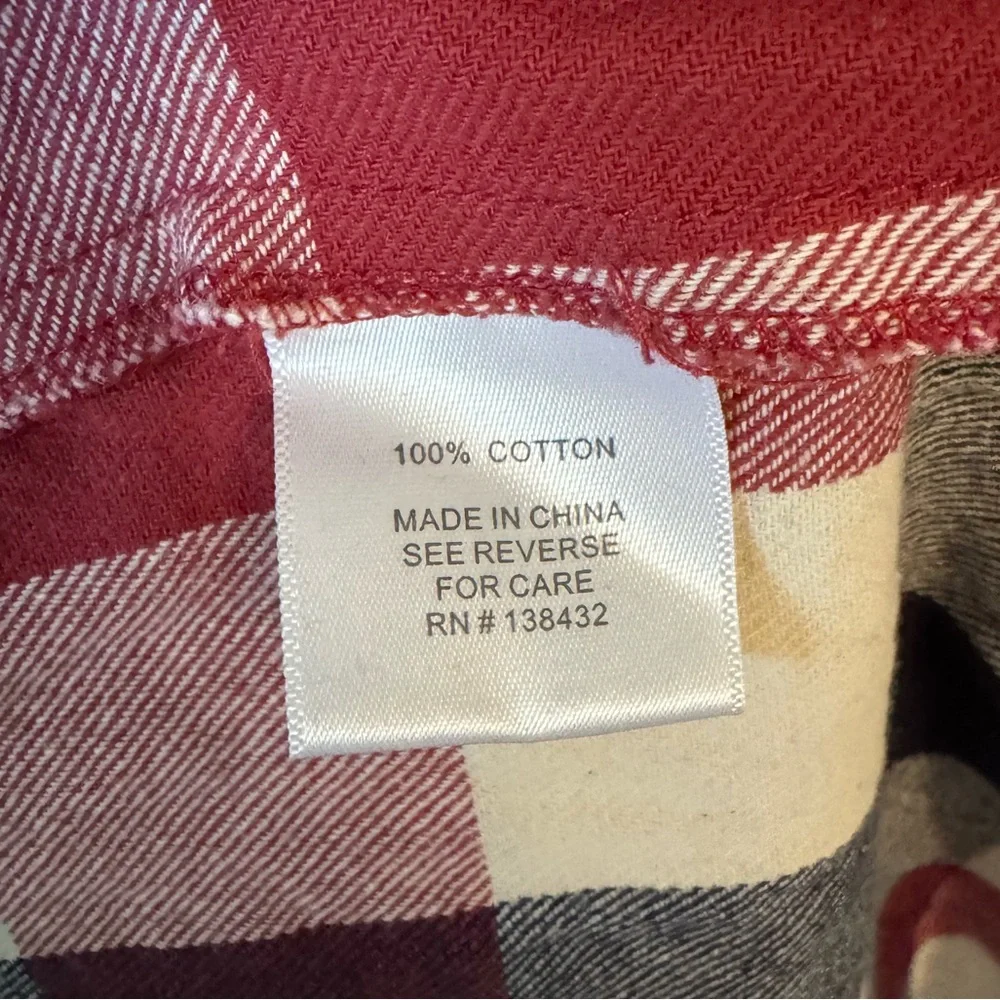 100% COTTON
MADE IN CHINA
SEE REVERSE
FOR CARE
RN # 138432